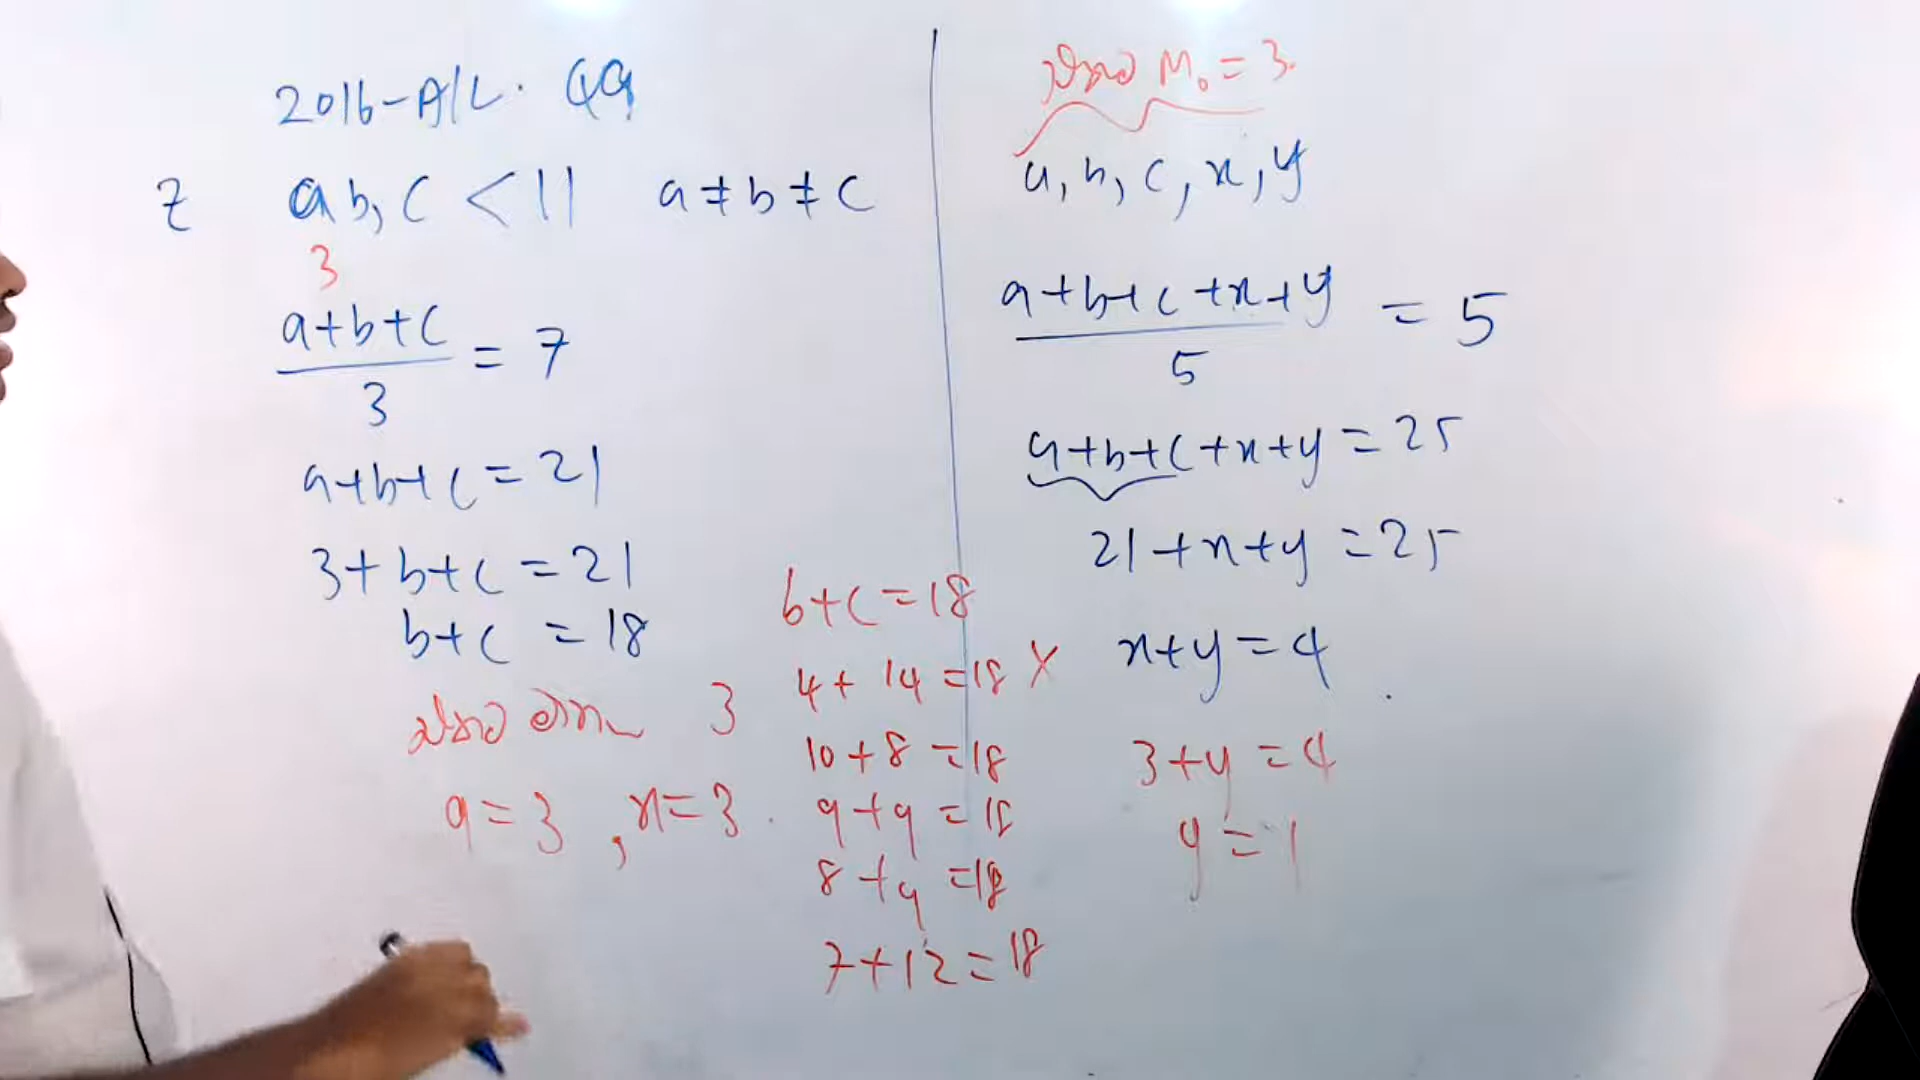 2016-A/L. Q9
Z a b, c < 11 a ≠ b ≠ c
3
a+b+c
— = 7
3
a+b+c = 21
3+b+c = 21
b+c = 18
3
a=3, x=3.
b+c = 18
4+ 14 = 18 X
10+8 = 18
9+9 = 18
8+9 = 18
7+12 = 18
M₀ = 3
a, b, c, x, y
a+b+c+x+y
— = 5
5
a+b+c+x+y = 25
21+x+y = 25
x+y = 4
3+y = 4
y = 1